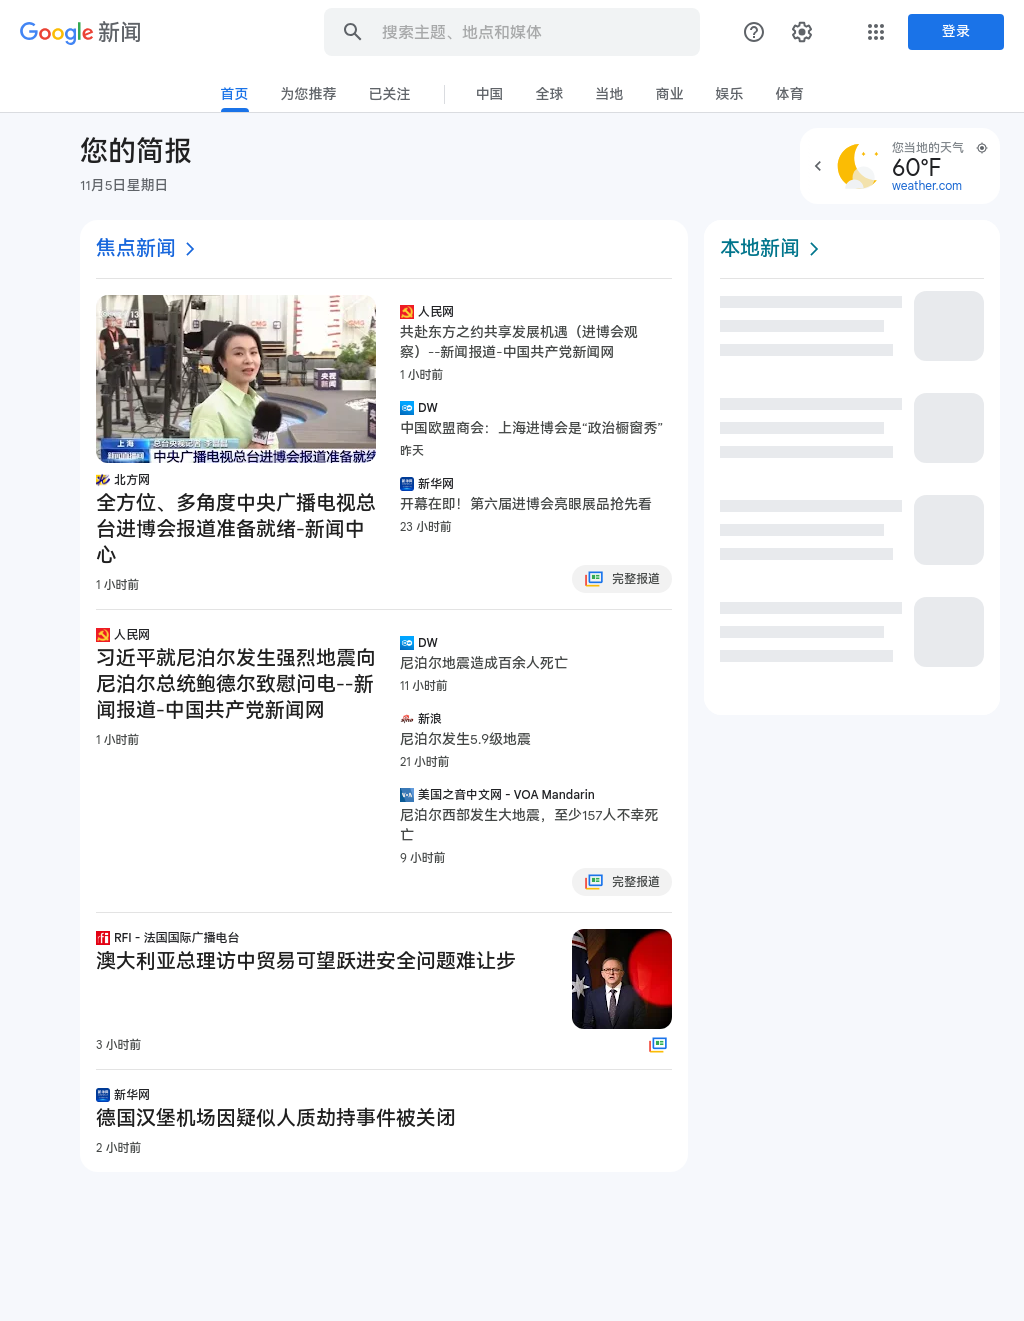 Google 新闻
搜索主题、地点和媒体
登录
首页
为您推荐
已关注
中国
全球
当地
商业
娱乐
体育
您的简报
11月5日星期日
您当地的天气
60°F
weather.com
焦点新闻
上海
央视
新闻
中央广播电视总台进博会报道准备就绪
北方网
全方位、多角度中央广播电视总
台进博会报道准备就绪-新闻中
心
1 小时前
人民网
共赴东方之约共享发展机遇（进博会观
察）--新闻报道-中国共产党新闻网
1 小时前
DW
中国欧盟商会：上海进博会是“政治橱窗秀”
昨天
新华网
开幕在即！第六届进博会亮眼展品抢先看
23 小时前
完整报道
人民网
习近平就尼泊尔发生强烈地震向
尼泊尔总统鲍德尔致慰问电--新
闻报道-中国共产党新闻网
1 小时前
DW
尼泊尔地震造成百余人死亡
11 小时前
新浪
尼泊尔发生5.9级地震
21 小时前
美国之音中文网 - VOA Mandarin
尼泊尔西部发生大地震，至少157人不幸死
亡
9 小时前
完整报道
RFI - 法国国际广播电台
澳大利亚总理访中贸易可望跃进安全问题难让步
3 小时前
新华网
德国汉堡机场因疑似人质劫持事件被关闭
2 小时前
本地新闻